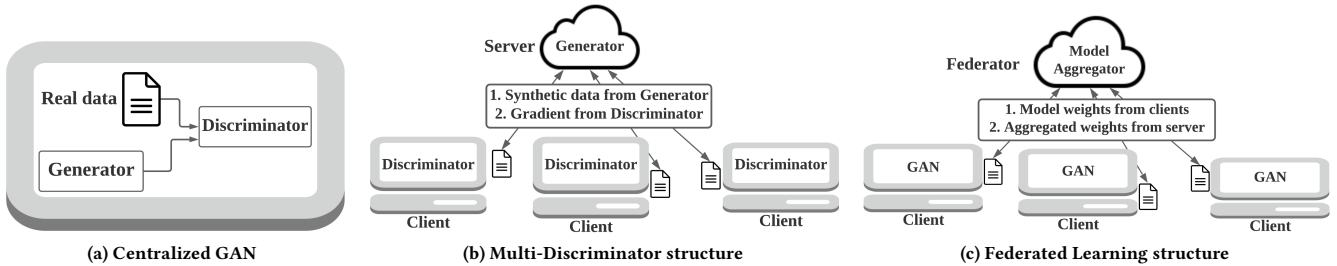 Real data
Discriminator
Generator
(a) Centralized GAN
Server
Generator
1. Synthetic data from Generator
2. Gradient from Discriminator
Discriminator
Discriminator
Discriminator
Client
Client
Client
(b) Multi-Discriminator structure
Federator
Model
Aggregator
1. Model weights from clients
2. Aggregated weights from server
GAN
GAN
GAN
Client
Client
Client
(c) Federated Learning structure